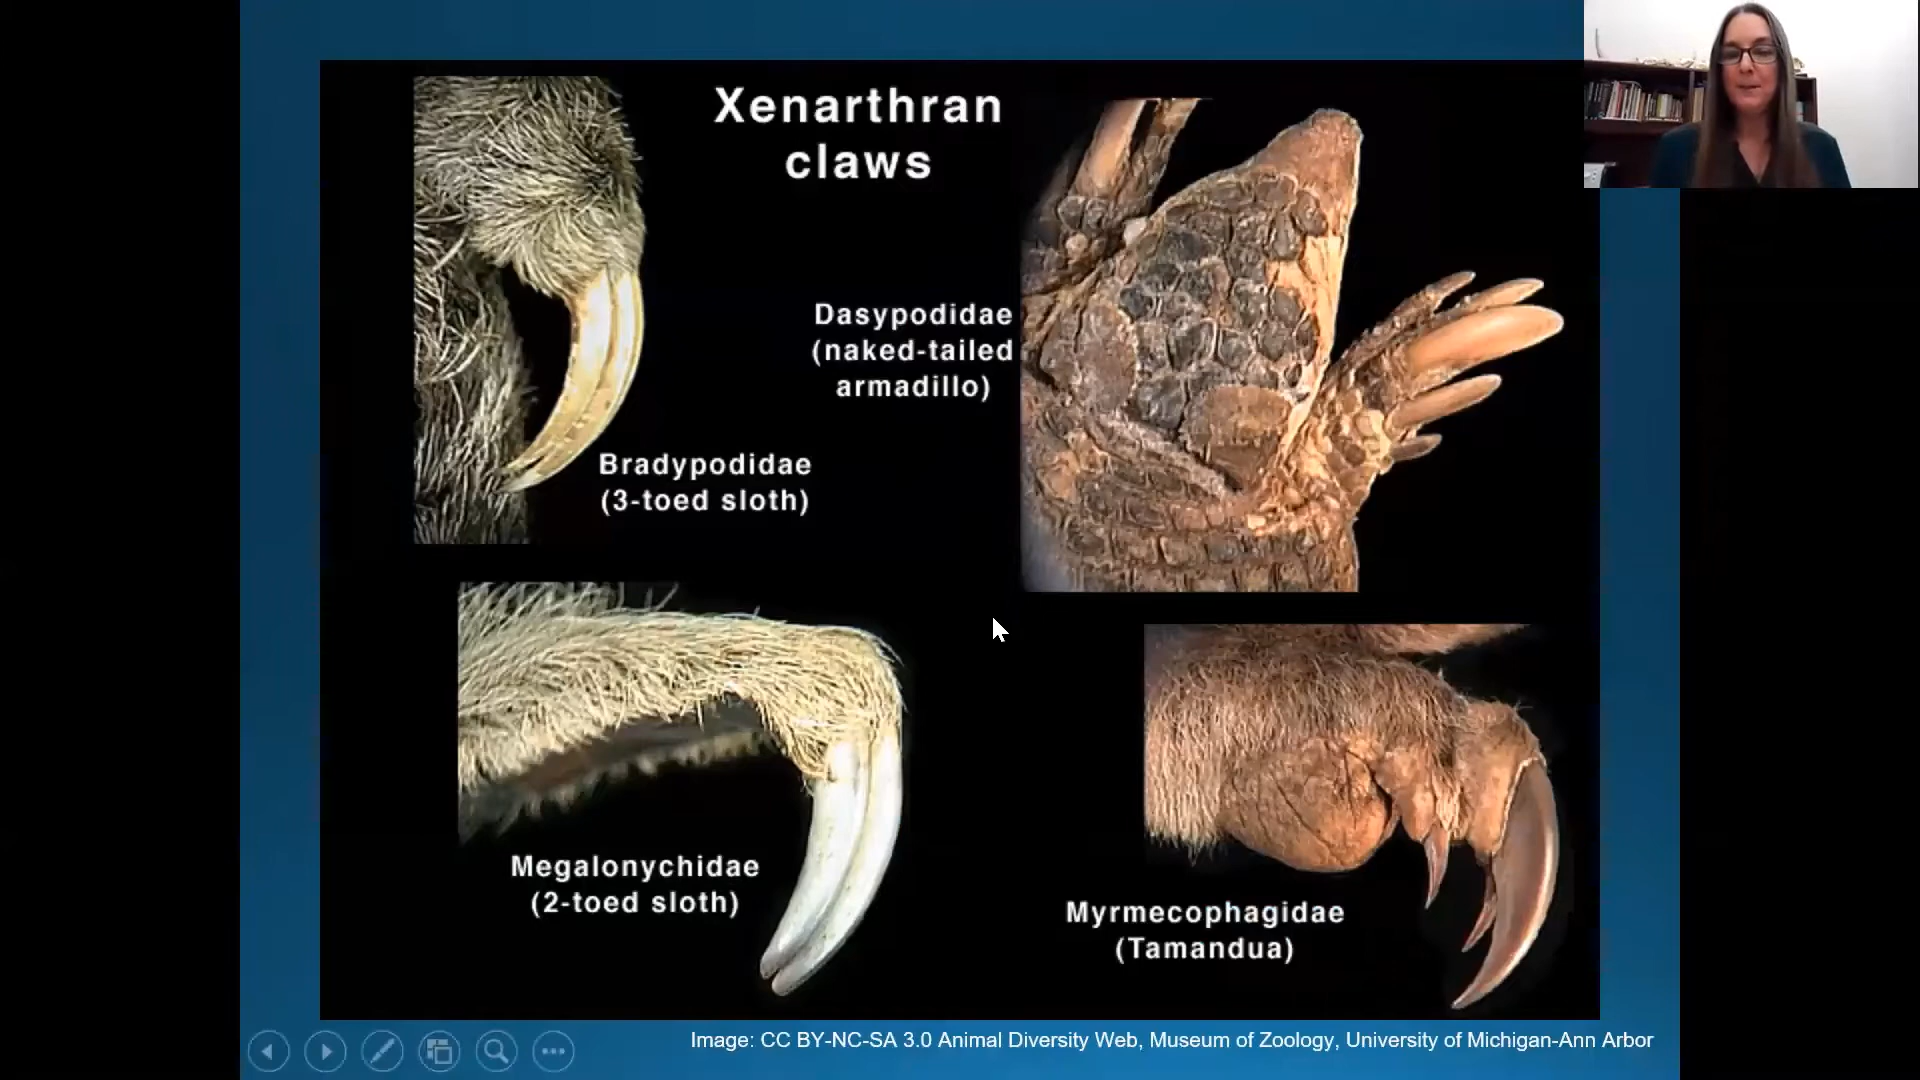 Xenarthran
claws
Dasypodidae
(naked-tailed
armadillo)
Bradypodidae
(3-toed sloth)
Megalonychidae
(2-toed sloth)
Myrmecophagidae
(Tamandua)
Image: CC BY-NC-SA 3.0 Animal Diversity Web, Museum of Zoology, University of Michigan-Ann Arbor